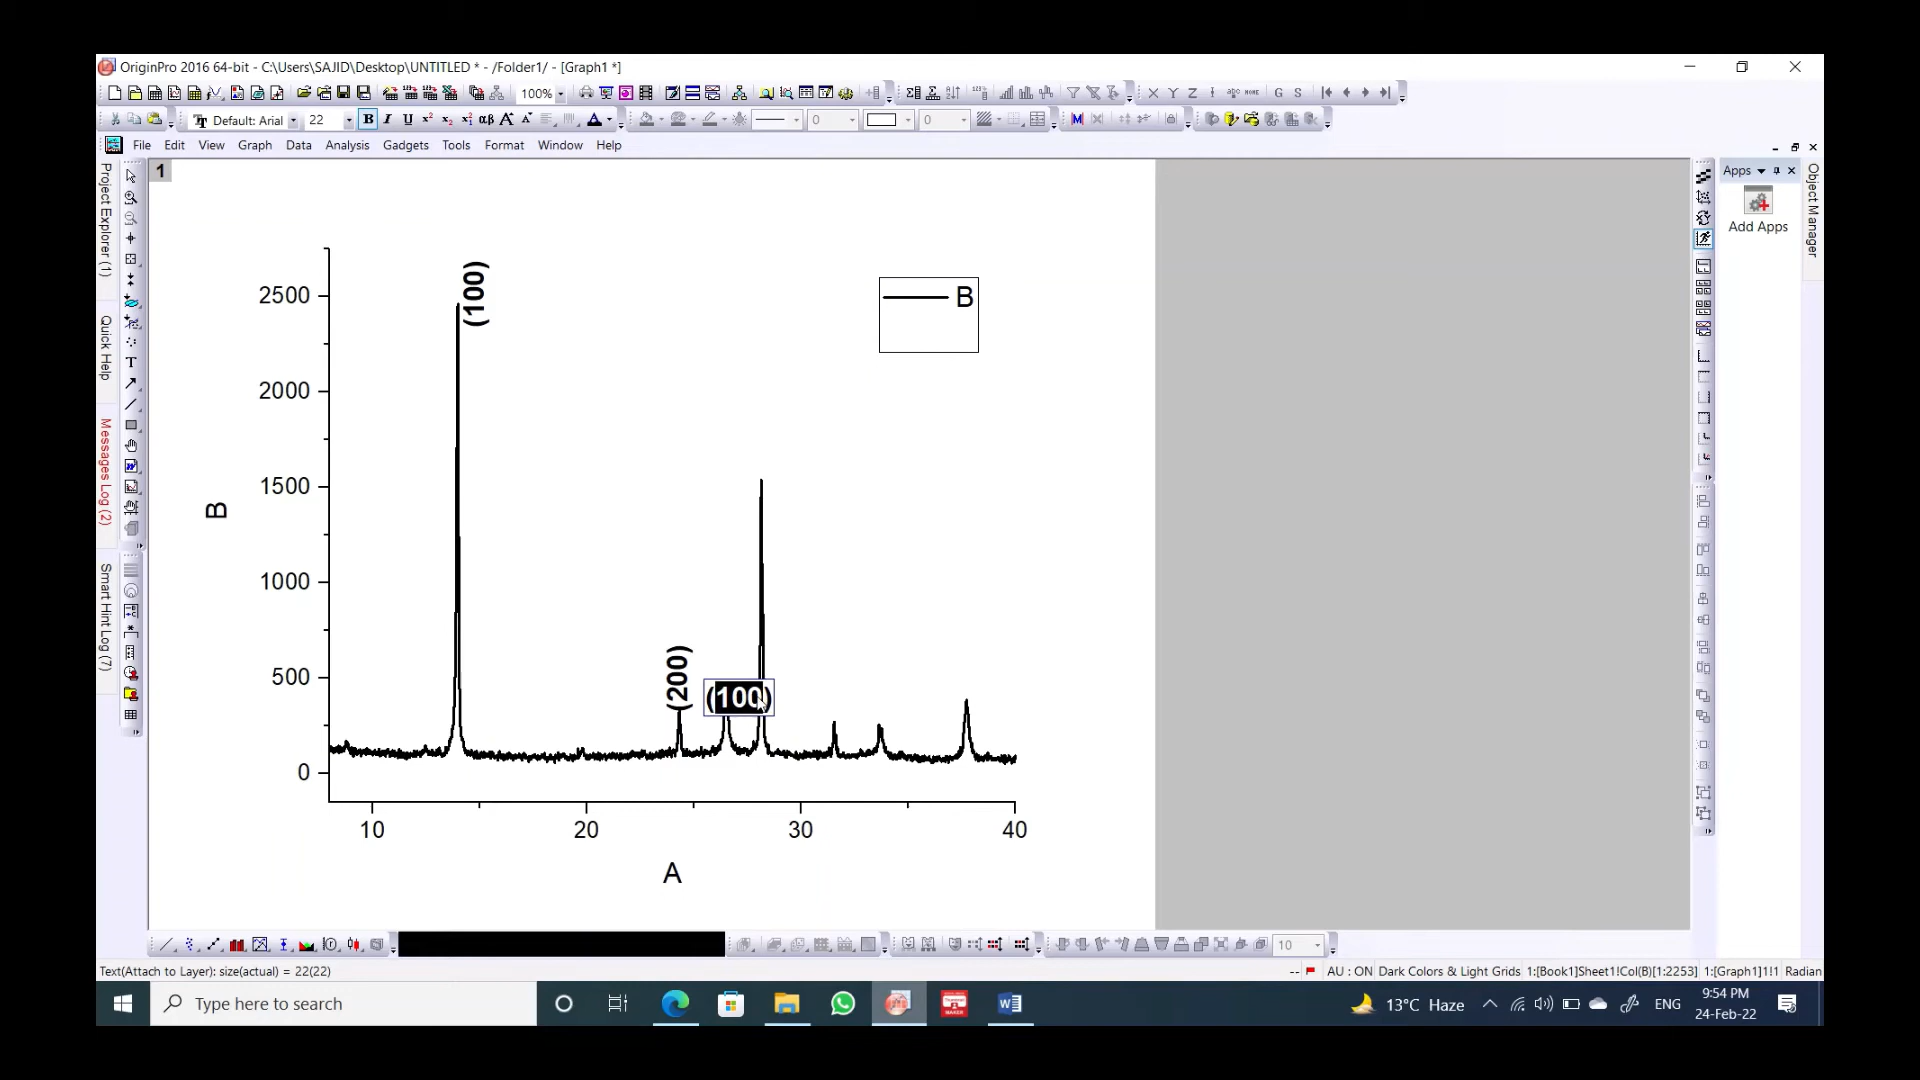 OriginPro 2016 64-bit - C:\Users\SAJID\Desktop\UNTITLED * - /Folder1/ - [Graph1 *]
100%
Default: Arial 22 B I U αβ A A 0 0
File Edit View Graph Data Analysis Gadgets Tools Format Window Help
1
Apps
Add Apps
Project Explorer (1)
Quick Help
Messages Log (2)
Smart Hint Log (7)
Object Manager
2500
2000
1500
1000
500
0
B
(100)
(200)
(100)
B
10 20 30 40
A
10
Text(Attach to Layer): size(actual) = 22(22)
-- AU : ON Dark Colors & Light Grids 1:[Book1]Sheet1!Col(B)[1:2253] 1:[Graph1]1!1 Radian
Type here to search
13°C Haze
ENG
9:54 PM
24-Feb-22